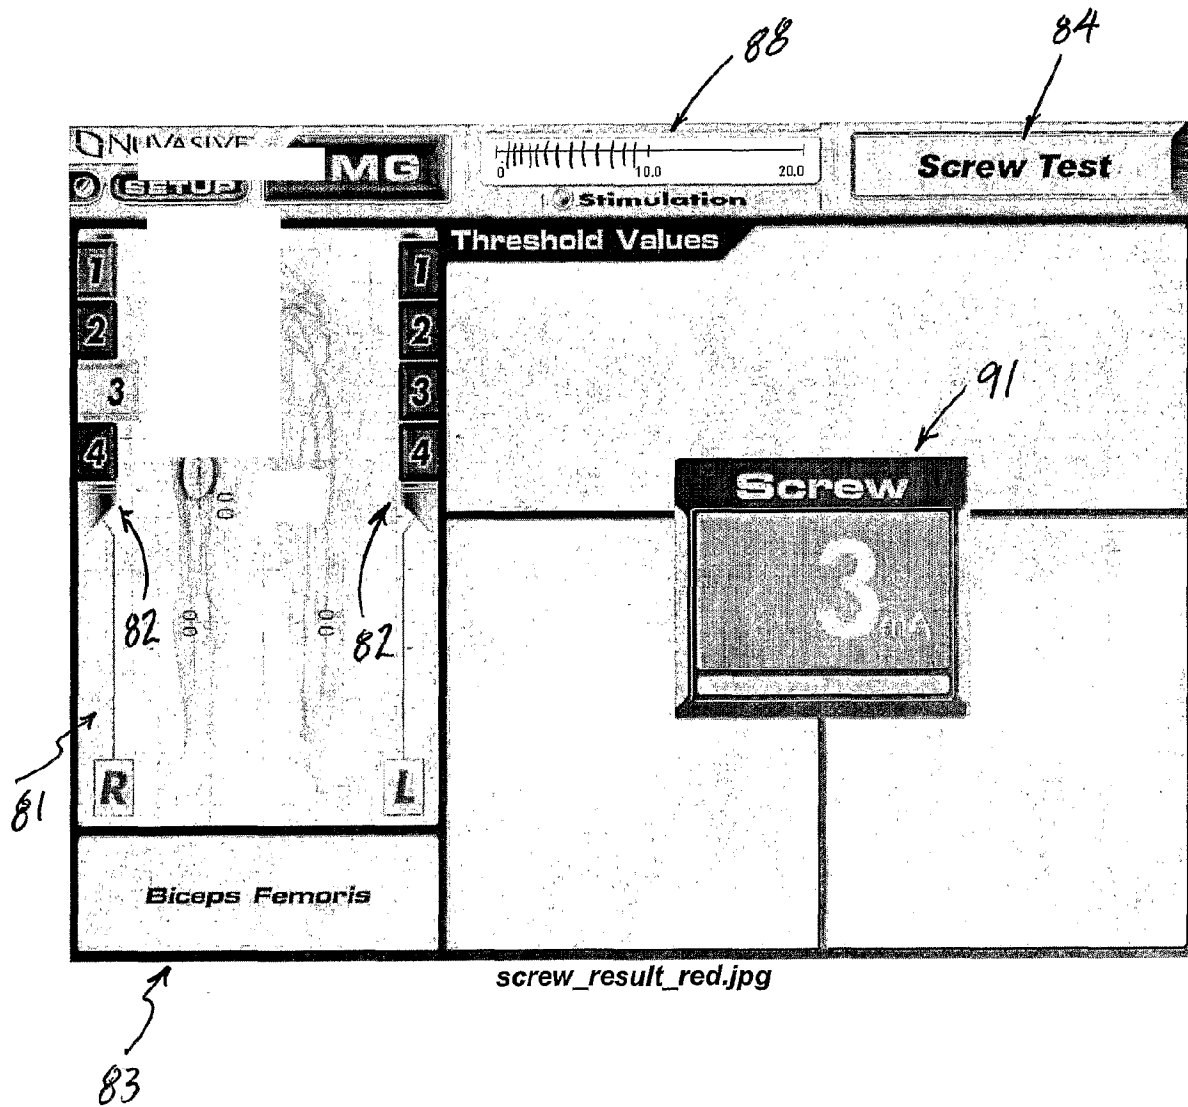 88
84
NUVASIVE
MG
SETUP
0 10.0 20.0
Stimulation
Screw Test
Threshold Values
1 1
2 2
3 3
4 4
91
Screw
3 mA
82 82
81
R L
Biceps Femoris
screw_result_red.jpg
83